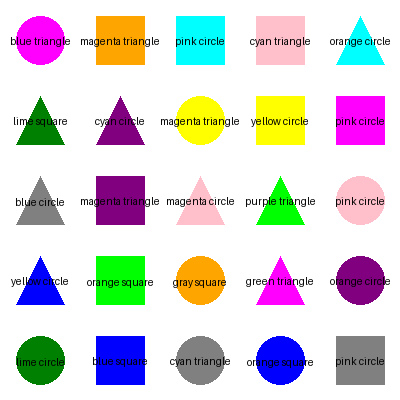 blue triangle magenta triangle pink circle cyan triangle orange circle
lime square cyan circle magenta triangle yellow circle pink circle
blue circle magenta triangle magenta circle purple triangle pink circle
yellow circle orange square gray square green triangle orange circle
lime circle blue square cyan triangle orange square pink circle